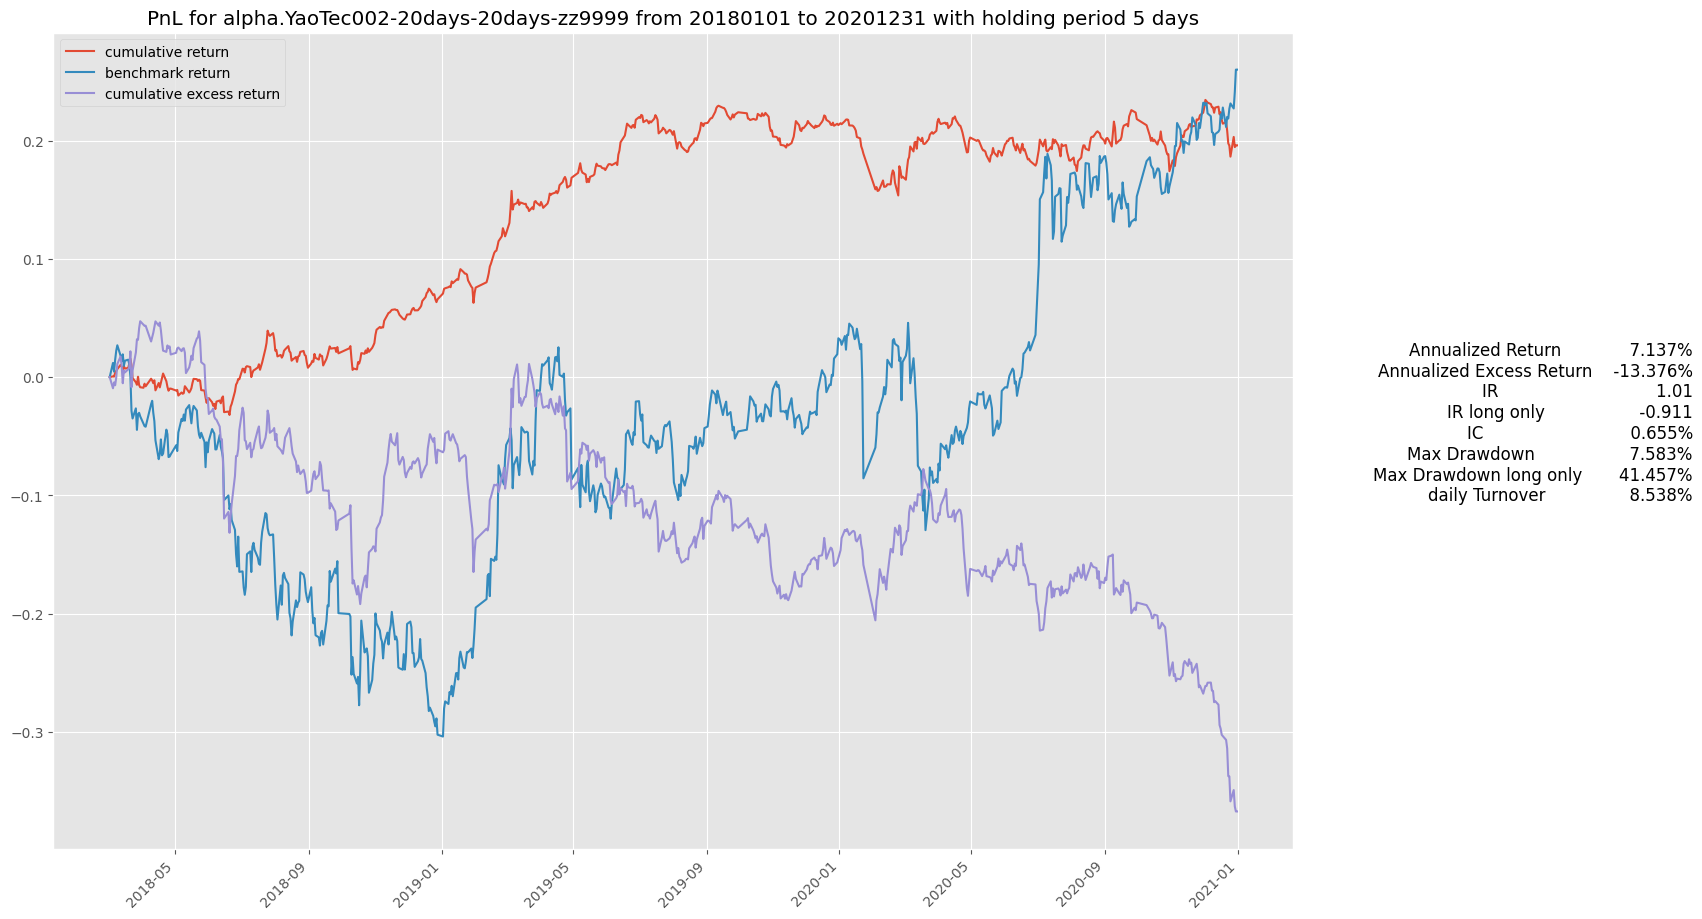 PnL for alpha.YaoTec002-20days-20days-zz9999 from 20180101 to 20201231 with holding period 5 days
cumulative return
benchmark return
cumulative excess return
0.2
0.1
0.0
−0.1
−0.2
−0.3
2018-05
2018-09
2019-01
2019-05
2019-09
2020-01
2020-05
2020-09
2021-01
Annualized Return 7.137%
Annualized Excess Return -13.376%
IR 1.01
IR long only -0.911
IC 0.655%
Max Drawdown 7.583%
Max Drawdown long only 41.457%
daily Turnover 8.538%